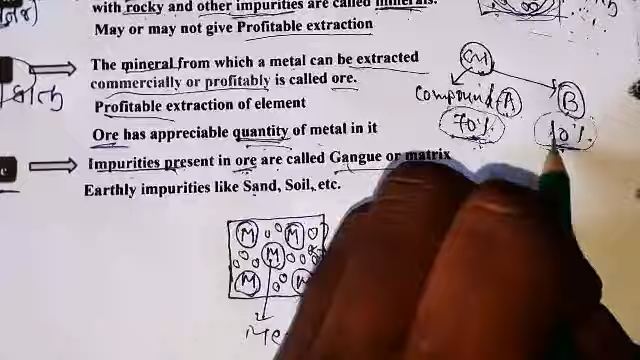 with rocky and other impurities are called minerals.
May or may not give Profitable extraction
The mineral from which a metal can be extracted
commercially or profitably is called ore.
Profitable extraction of element
Ore has appreciable quantity of metal in it
Impurities present in ore are called Gangue or matrix
Earthly impurities like Sand, Soil, etc.
Cu
Compound A B
70% 10%
M M
M
M M
Me